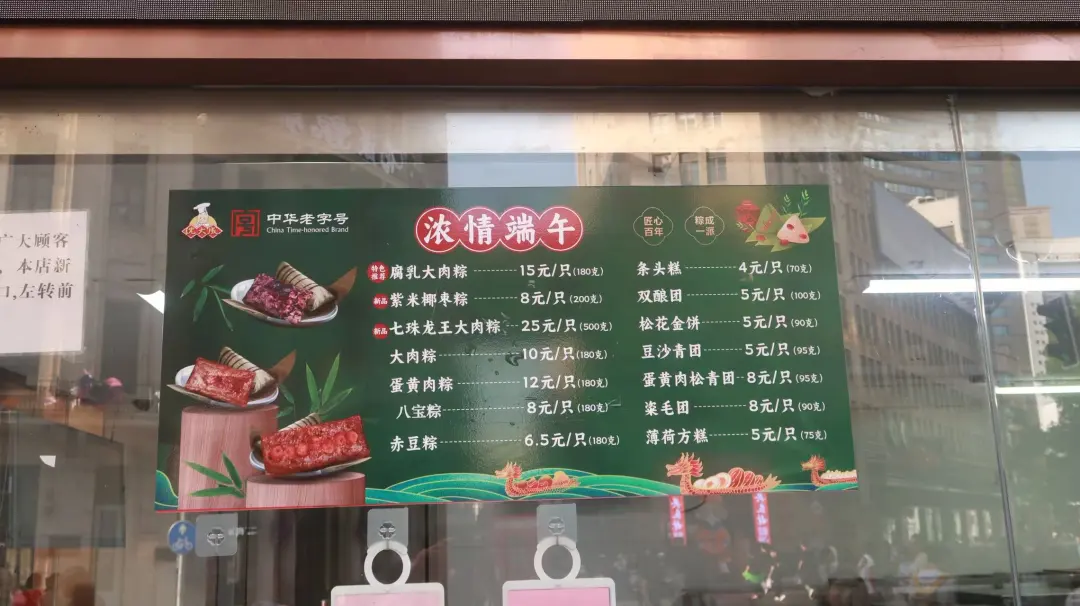 广大顾客
，本店新
口,左转前
沈大成
中华老字号
China Time-honored Brand
浓情端午
匠心
百年
粽成
一派
特色
推荐
腐乳大肉粽 15元/只(180克)
新品
紫米椰枣粽 8元/只(200克)
新品
七珠龙王大肉粽 25元/只(500克)
大肉粽 10元/只(180克)
蛋黄肉粽 12元/只(180克)
八宝粽 8元/只(180克)
赤豆粽 6.5元/只(180克)
条头糕 4元/只(70克)
双酿团 5元/只(100克)
松花金饼 5元/只(90克)
豆沙青团 5元/只(95克)
蛋黄肉松青团 8元/只(95克)
粢毛团 8元/只(90克)
薄荷方糕 5元/只(75克)